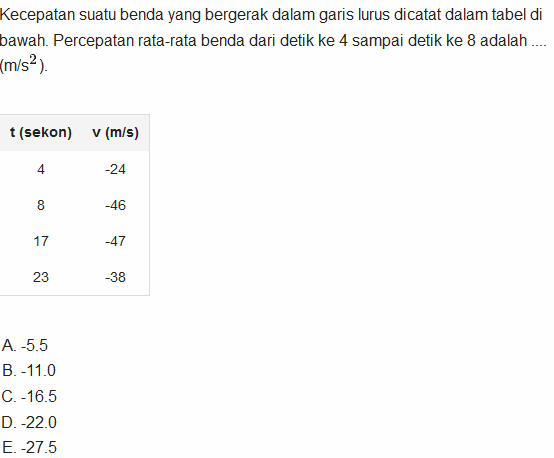 Kecepatan suatu benda yang bergerak dalam garis lurus dicatat dalam tabel di
bawah. Percepatan rata-rata benda dari detik ke 4 sampai detik ke 8 adalah ....
(m/s²).
t (sekon) v (m/s)
4 -24
8 -46
17 -47
23 -38
A. -5.5
B. -11.0
C. -16.5
D. -22.0
E. -27.5